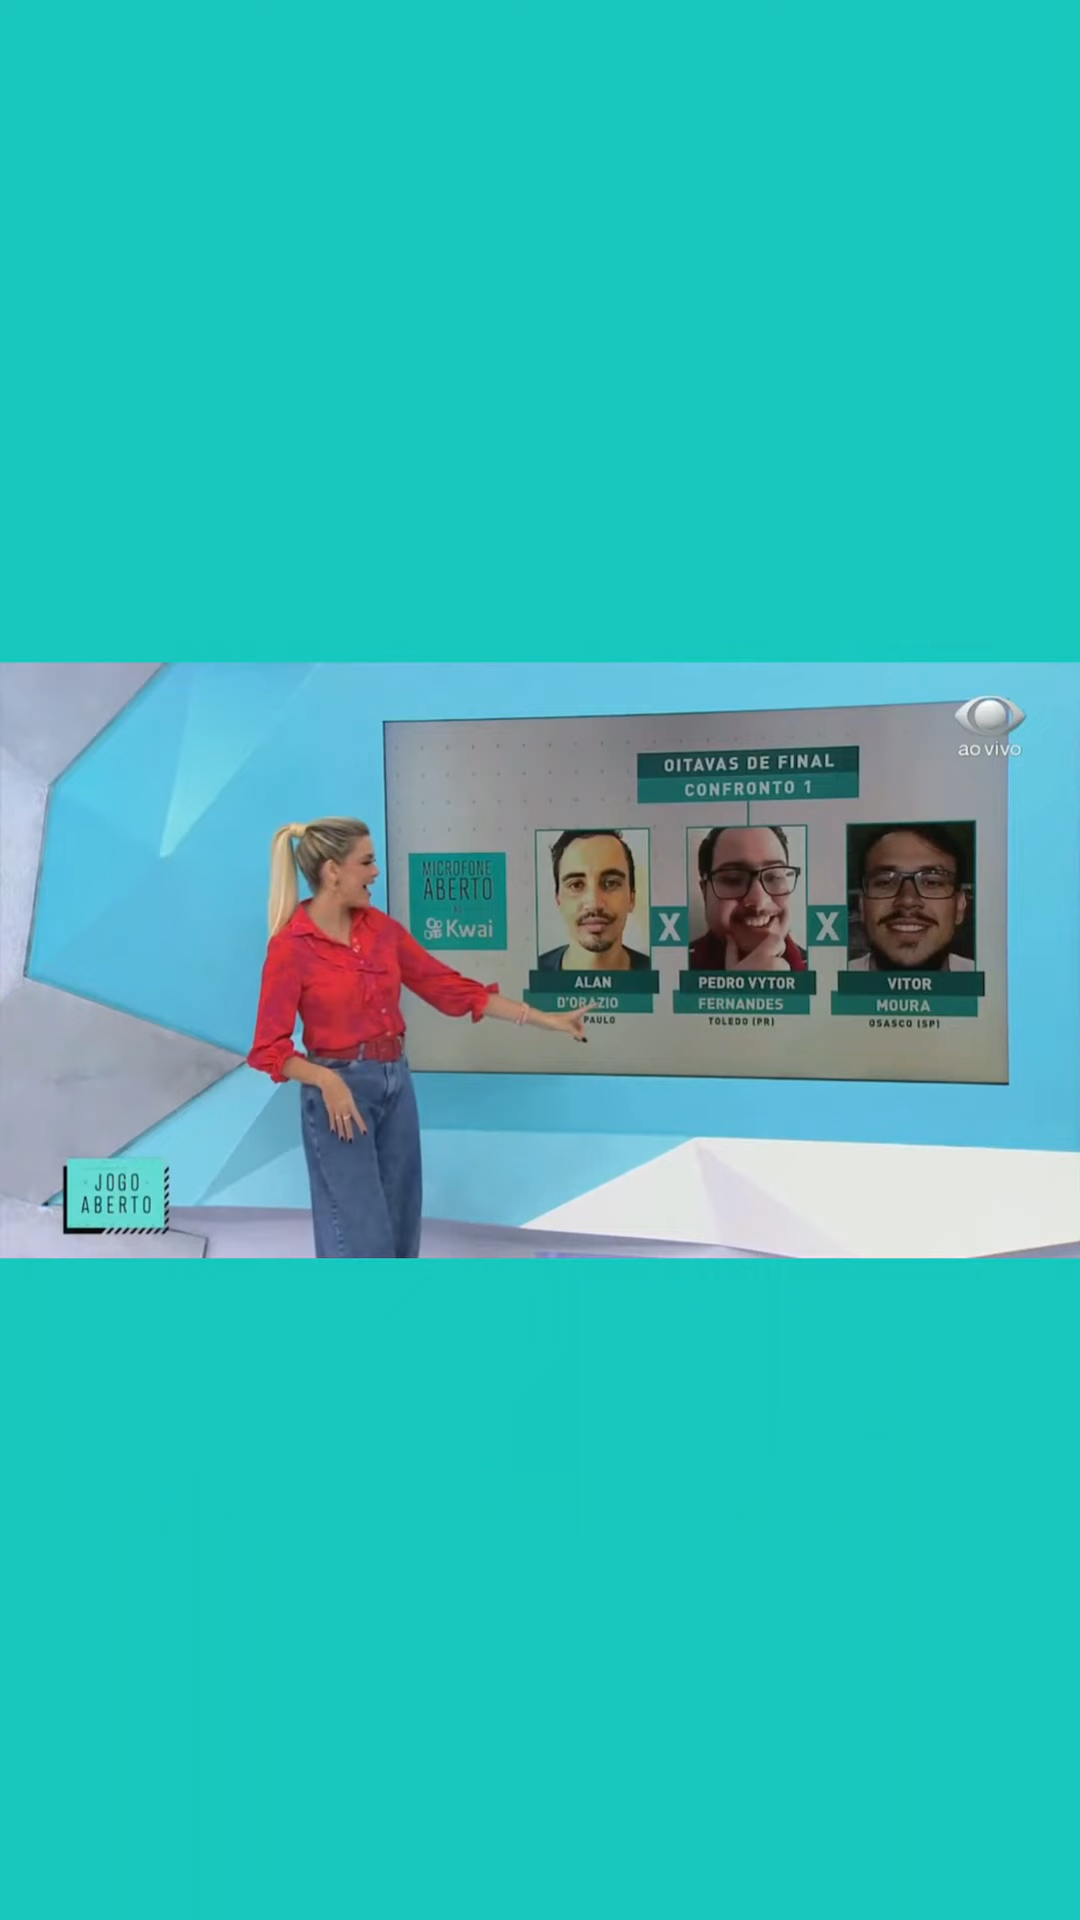 ao vivo
OITAVAS DE FINAL
CONFRONTO 1
MICROFONE
ABERTO
Kwai
X
X
ALAN
D'ORAZIO
PAULO
PEDRO VYTOR
FERNANDES
TOLEDO (PR)
VITOR
MOURA
OSASCO (SP)
JOGO
ABERTO